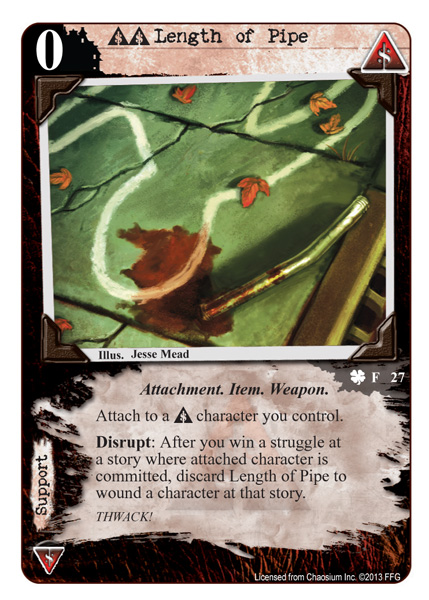 0
Length of Pipe
Illus. Jesse Mead
F 27
Attachment. Item. Weapon.
Attach to a character you control.
Disrupt: After you win a struggle at
a story where attached character is
committed, discard Length of Pipe to
wound a character at that story.
THWACK!
Support
Licensed from Chaosium Inc. ©2013 FFG